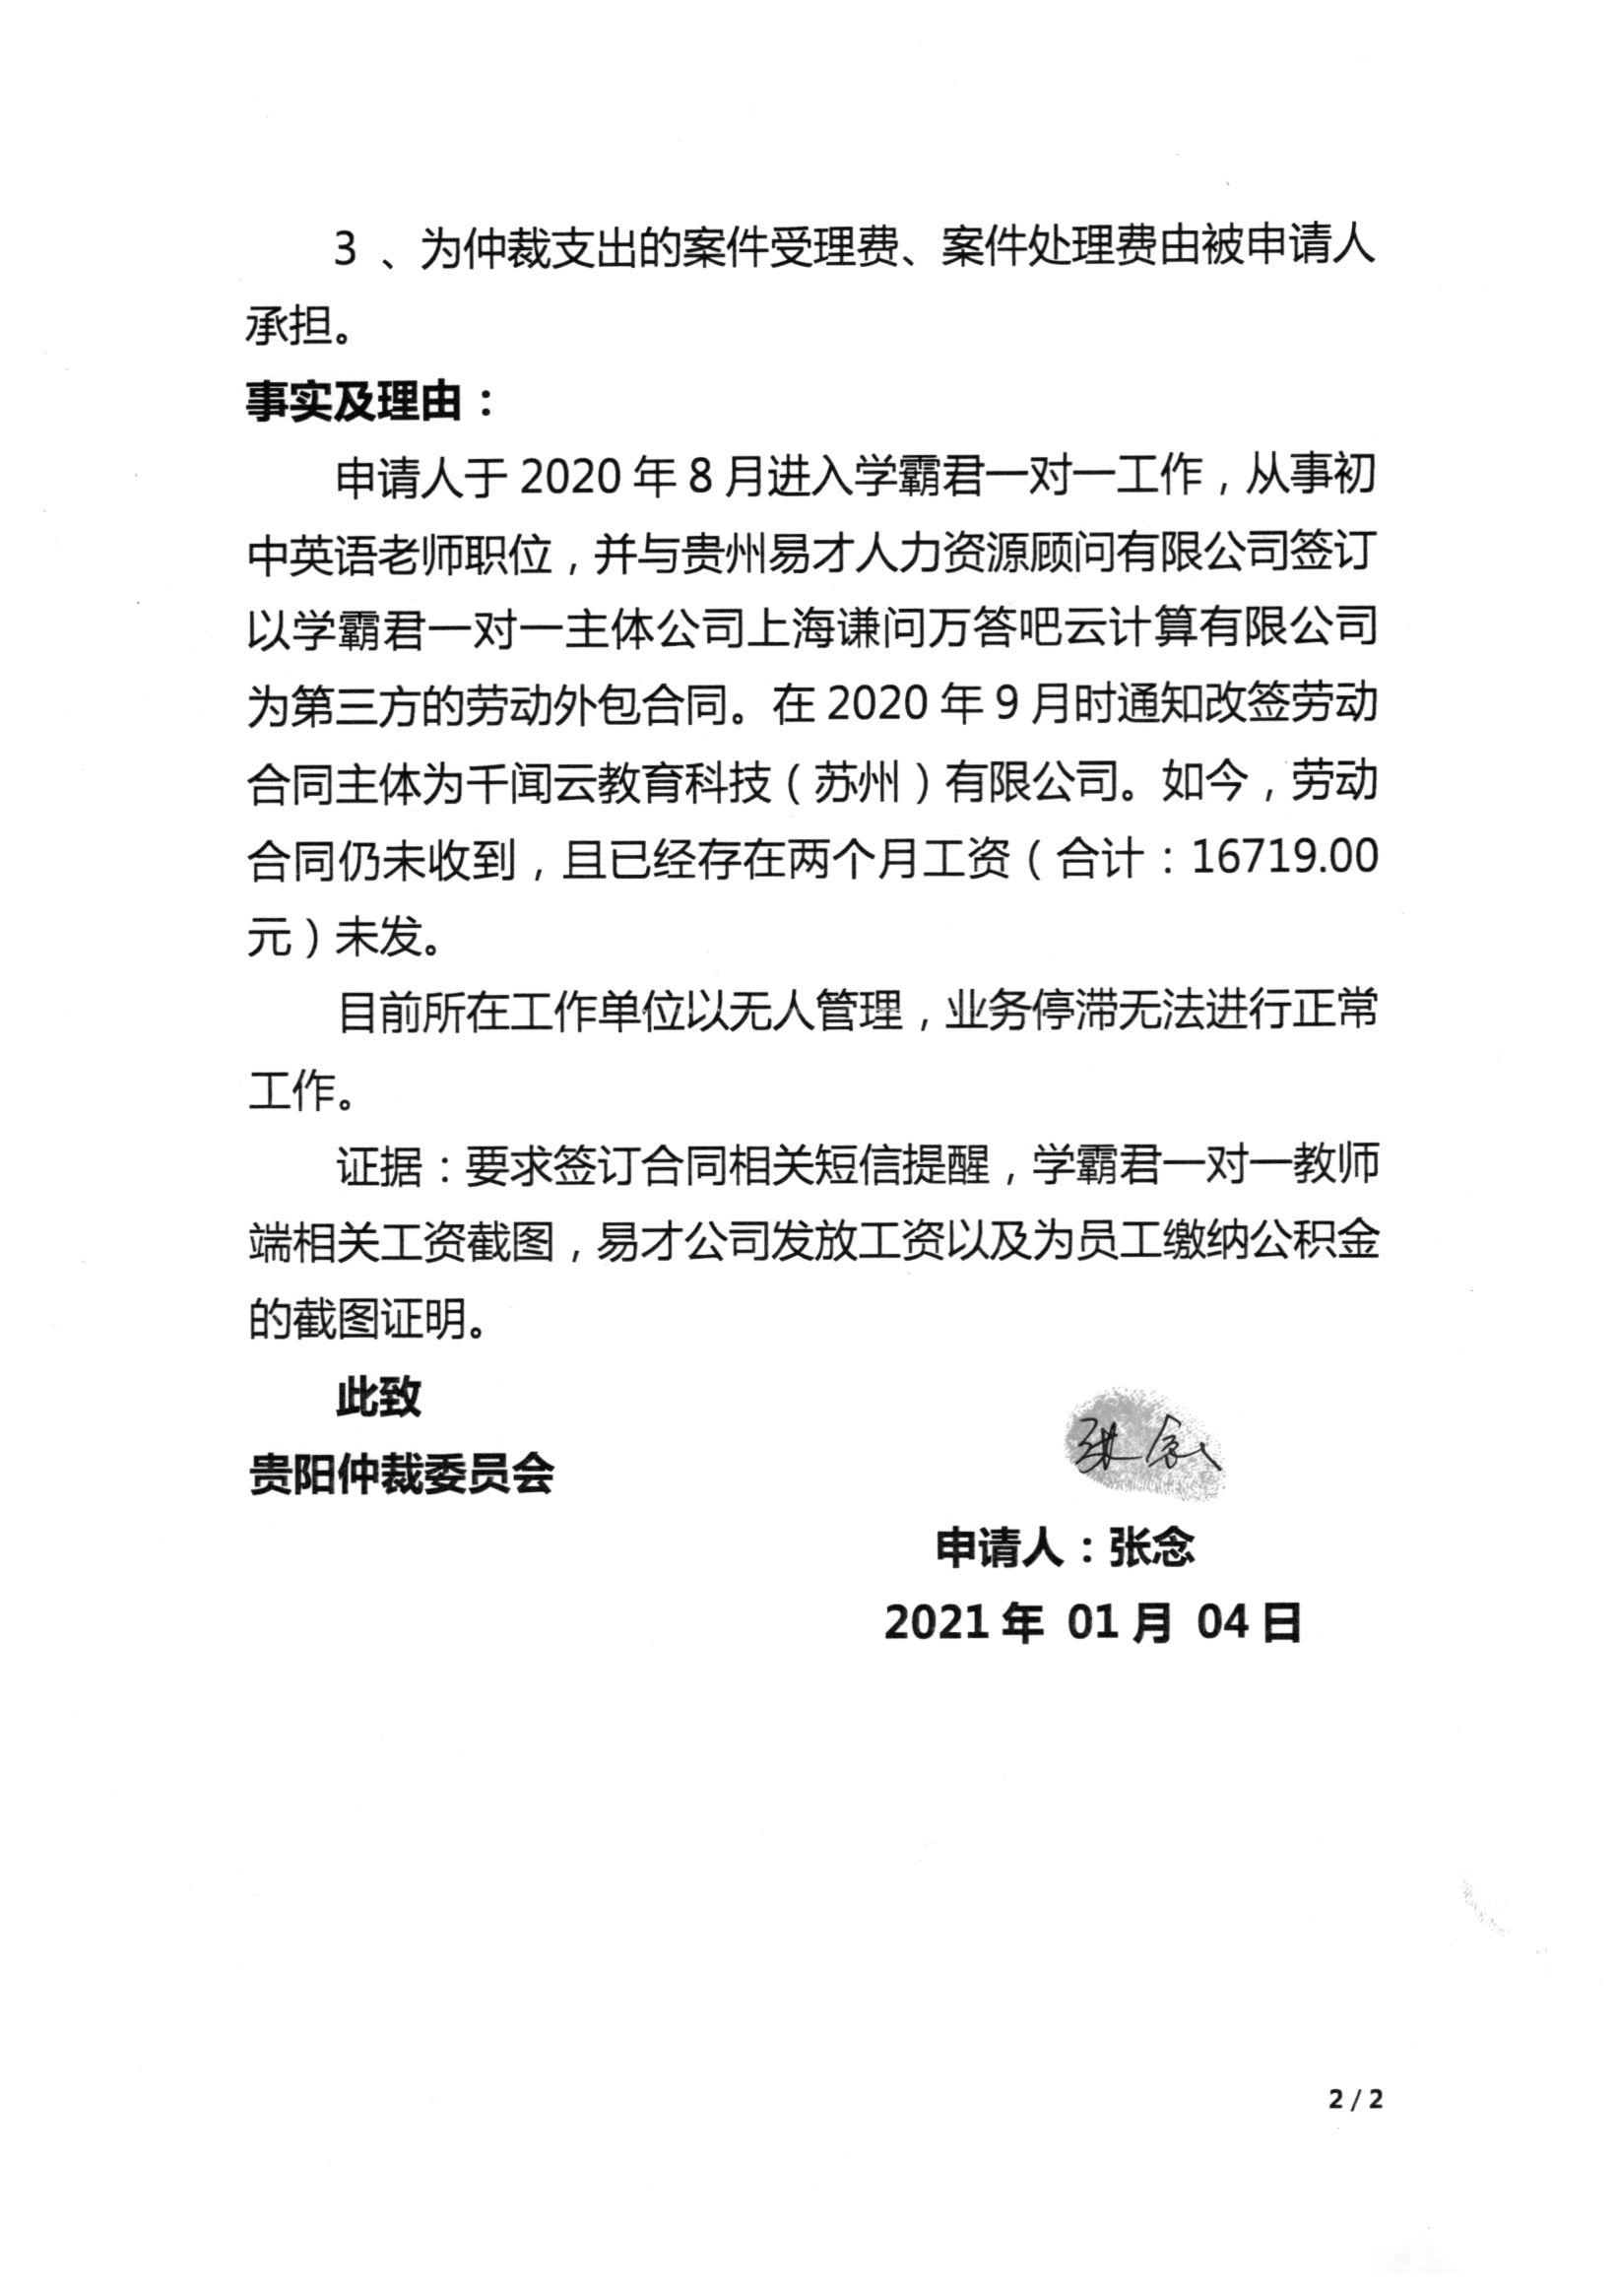 3 、为仲裁支出的案件受理费、案件处理费由被申请人
承担。
事实及理由：
申请人于 2020 年 8 月进入学霸君一对一工作，从事初
中英语老师职位，并与贵州易才人力资源顾问有限公司签订
以学霸君一对一主体公司上海谦问万答吧云计算有限公司
为第三方的劳动外包合同。在 2020 年 9 月时通知改签劳动
合同主体为千闻云教育科技（苏州）有限公司。如今，劳动
合同仍未收到，且已经存在两个月工资（合计：16719.00
元）未发。
目前所在工作单位以无人管理，业务停滞无法进行正常
工作。
证据：要求签订合同相关短信提醒，学霸君一对一教师
端相关工资截图，易才公司发放工资以及为员工缴纳公积金
的截图证明。
此致
张念
贵阳仲裁委员会
申请人：张念
2021 年 01 月 04 日
2 / 2